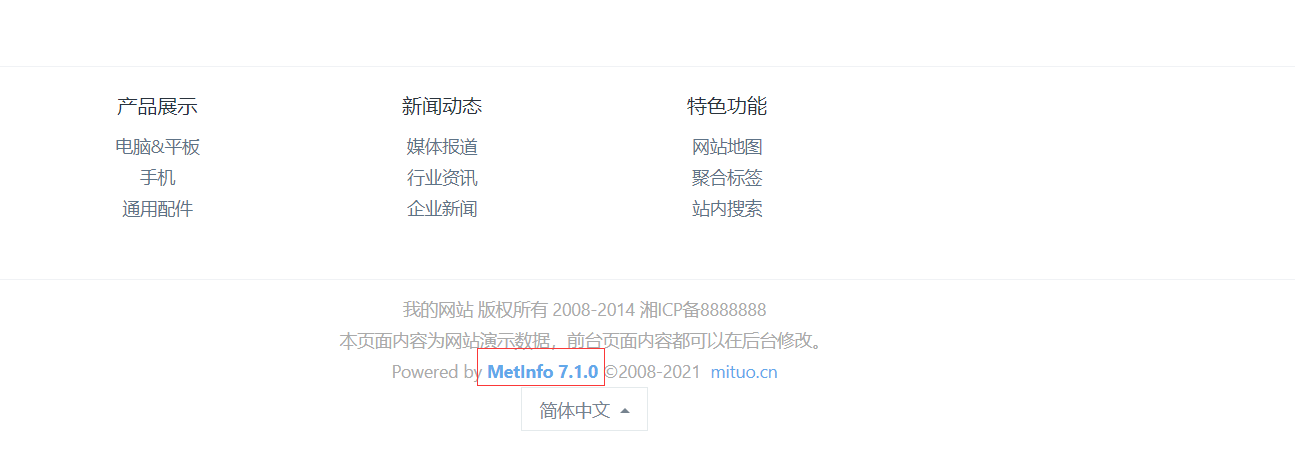 产品展示 新闻动态 特色功能
电脑&平板 媒体报道 网站地图
手机 行业资讯 聚合标签
通用配件 企业新闻 站内搜索
我的网站 版权所有 2008-2014 湘ICP备8888888
本页面内容为网站演示数据，前台页面内容都可以在后台修改。
Powered by MetInfo 7.1.0 ©2008-2021 mituo.cn
简体中文